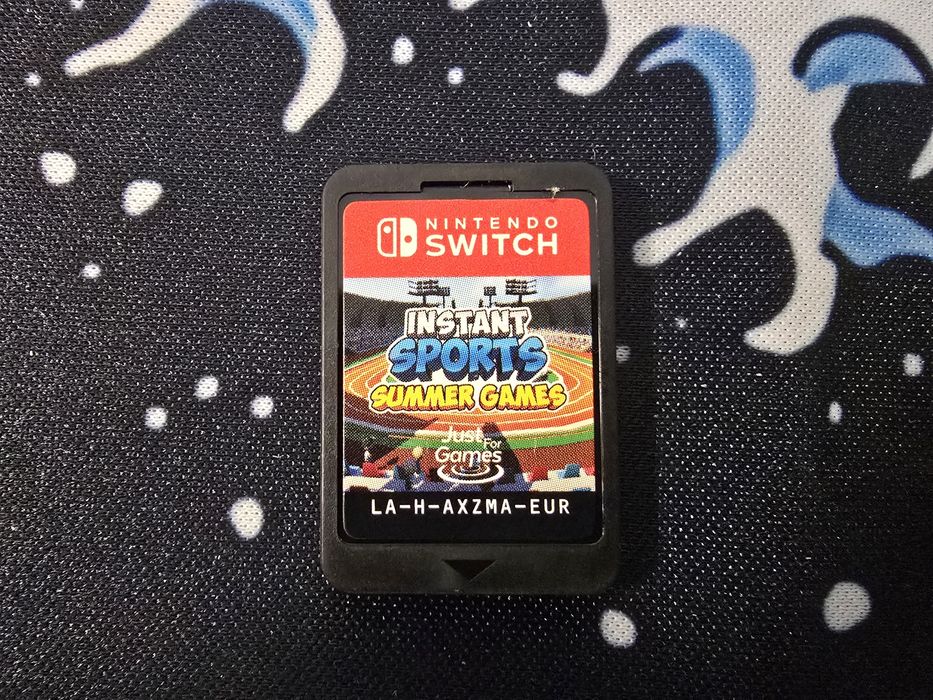 NINTENDO
SWITCH
INSTANT
SPORTS
SUMMER GAMES
Just
For
Games
LA-H-AXZMA-EUR